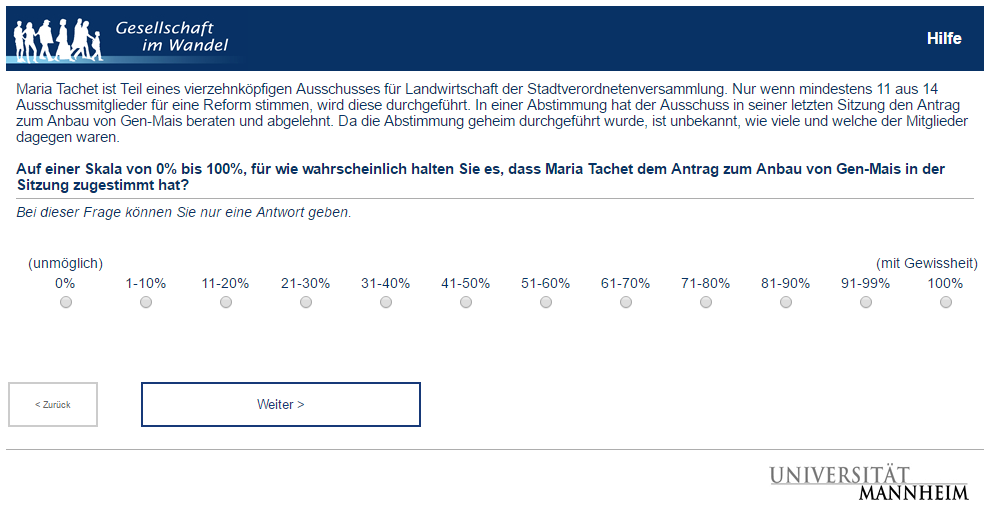 Gesellschaft
im Wandel
Hilfe
Maria Tachet ist Teil eines vierzehnköpfigen Ausschusses für Landwirtschaft der Stadtverordnetenversammlung. Nur wenn mindestens 11 aus 14
Ausschussmitglieder für eine Reform stimmen, wird diese durchgeführt. In einer Abstimmung hat der Ausschuss in seiner letzten Sitzung den Antrag
zum Anbau von Gen-Mais beraten und abgelehnt. Da die Abstimmung geheim durchgeführt wurde, ist unbekannt, wie viele und welche der Mitglieder
dagegen waren.
Auf einer Skala von 0% bis 100%, für wie wahrscheinlich halten Sie es, dass Maria Tachet dem Antrag zum Anbau von Gen-Mais in der
Sitzung zugestimmt hat?
Bei dieser Frage können Sie nur eine Antwort geben.
(unmöglich) (mit Gewissheit)
0% 1-10% 11-20% 21-30% 31-40% 41-50% 51-60% 61-70% 71-80% 81-90% 91-99% 100%
< Zurück Weiter >
UNIVERSITÄT
MANNHEIM